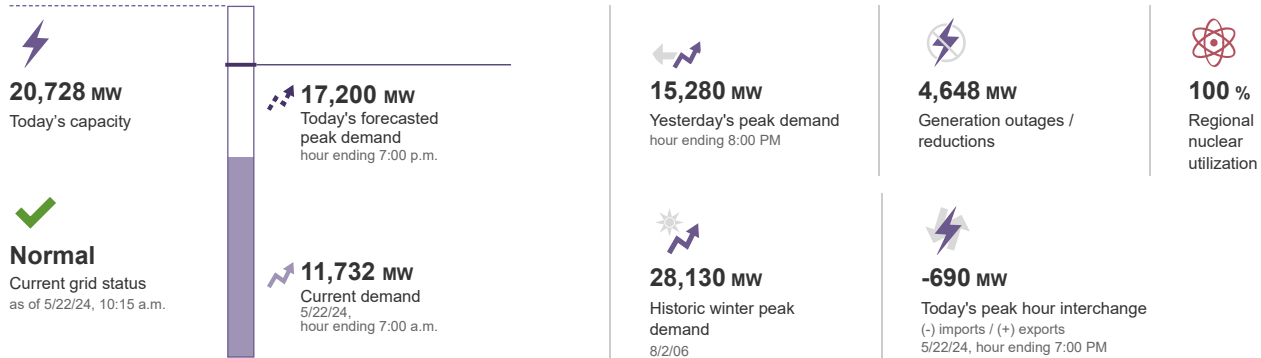 20,728 MW
Today's capacity
Normal
Current grid status
as of 5/22/24, 10:15 a.m.
17,200 MW
Today's forecasted
peak demand
hour ending 7:00 p.m.
11,732 MW
Current demand
5/22/24,
hour ending 7:00 a.m.
15,280 MW
Yesterday's peak demand
hour ending 8:00 PM
4,648 MW
Generation outages /
reductions
100 %
Regional
nuclear
utilization
28,130 MW
Historic winter peak
demand
8/2/06
-690 MW
Today's peak hour interchange
(-) imports / (+) exports
5/22/24, hour ending 7:00 PM